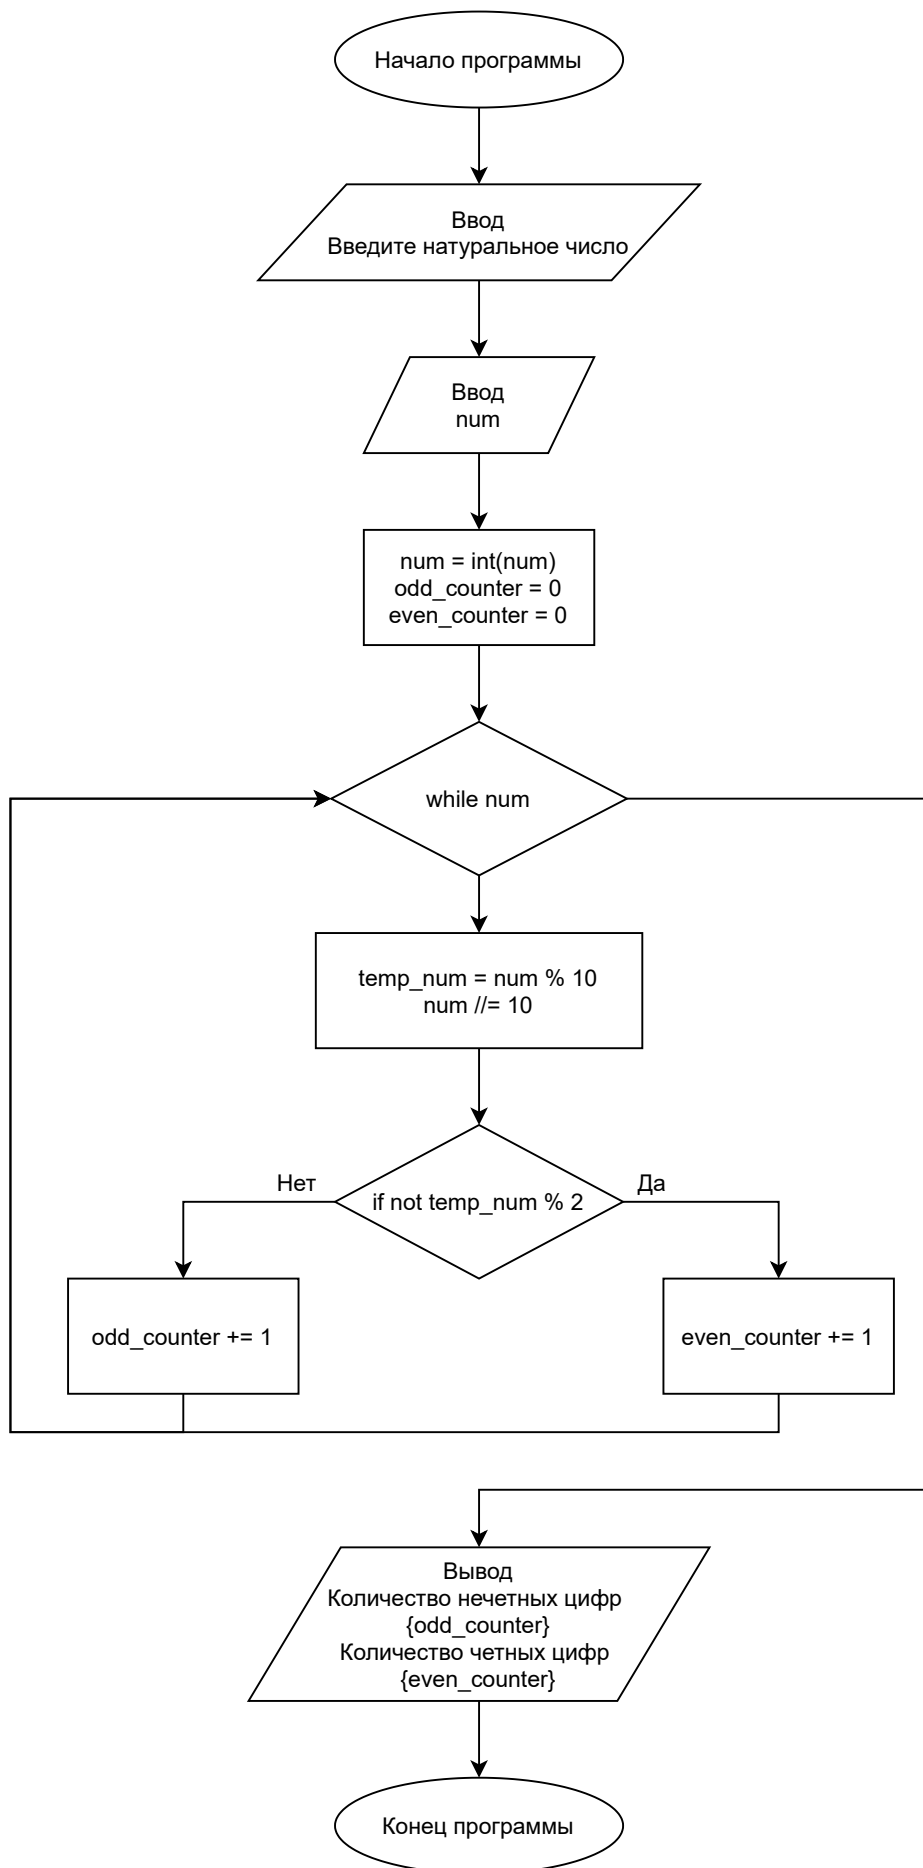 Начало программы
Ввод
Введите натуральное число
Ввод
num
num = int(num)
odd_counter = 0
even_counter = 0
while num
temp_num = num % 10
num //= 10
Нет
if not temp_num % 2
Да
odd_counter += 1
even_counter += 1
Вывод
Количество нечетных цифр
{odd_counter}
Количество четных цифр
{even_counter}
Конец программы